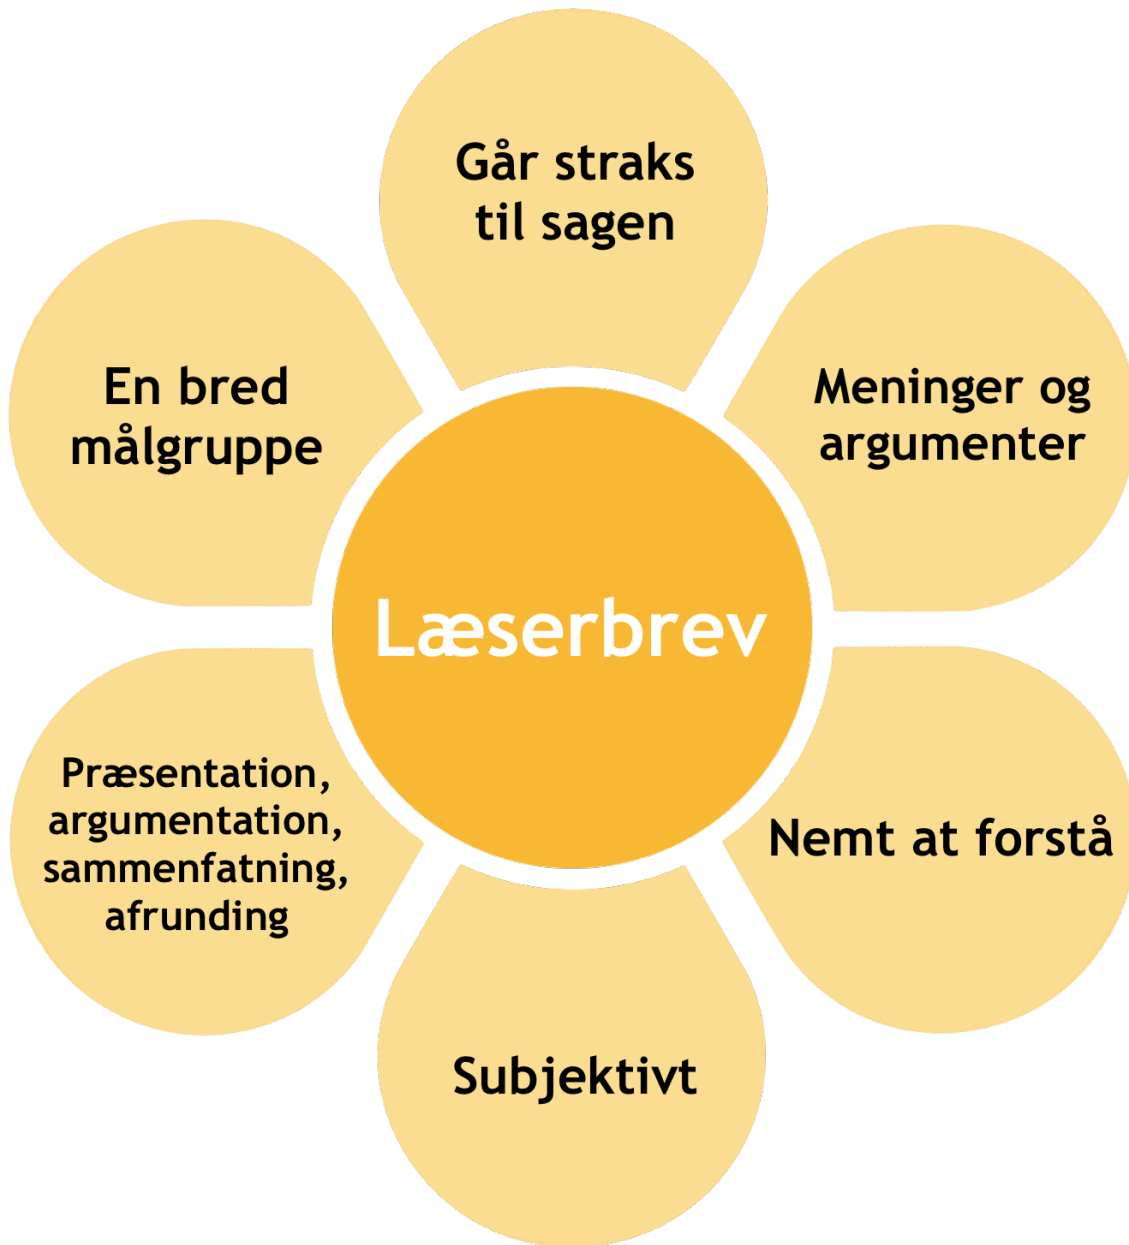 Går straks
til sagen
En bred
målgruppe
Meninger og
argumenter
Læserbrev
Præsentation,
argumentation,
sammenfatning,
afrunding
Nemt at forstå
Subjektivt